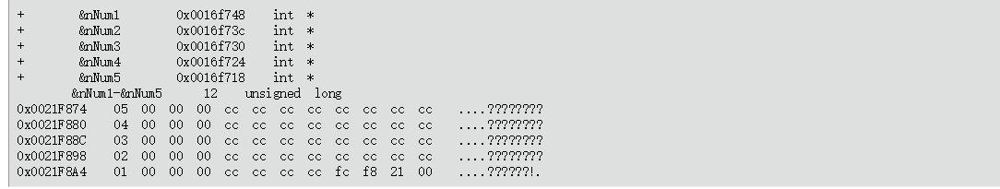 + &nNum1 0x0016f748 int *
+ &nNum2 0x0016f73c int *
+ &nNum3 0x0016f730 int *
+ &nNum4 0x0016f724 int *
+ &nNum5 0x0016f718 int *
&nNum1-&nNum5 12 unsigned long
0x0021F874 05 00 00 00 cc cc cc cc cc cc cc cc ....????????
0x0021F880 04 00 00 00 cc cc cc cc cc cc cc cc ....????????
0x0021F88C 03 00 00 00 cc cc cc cc cc cc cc cc ....????????
0x0021F898 02 00 00 00 cc cc cc cc cc cc cc cc ....????????
0x0021F8A4 01 00 00 00 cc cc cc cc fc f8 21 00 ....??????!.